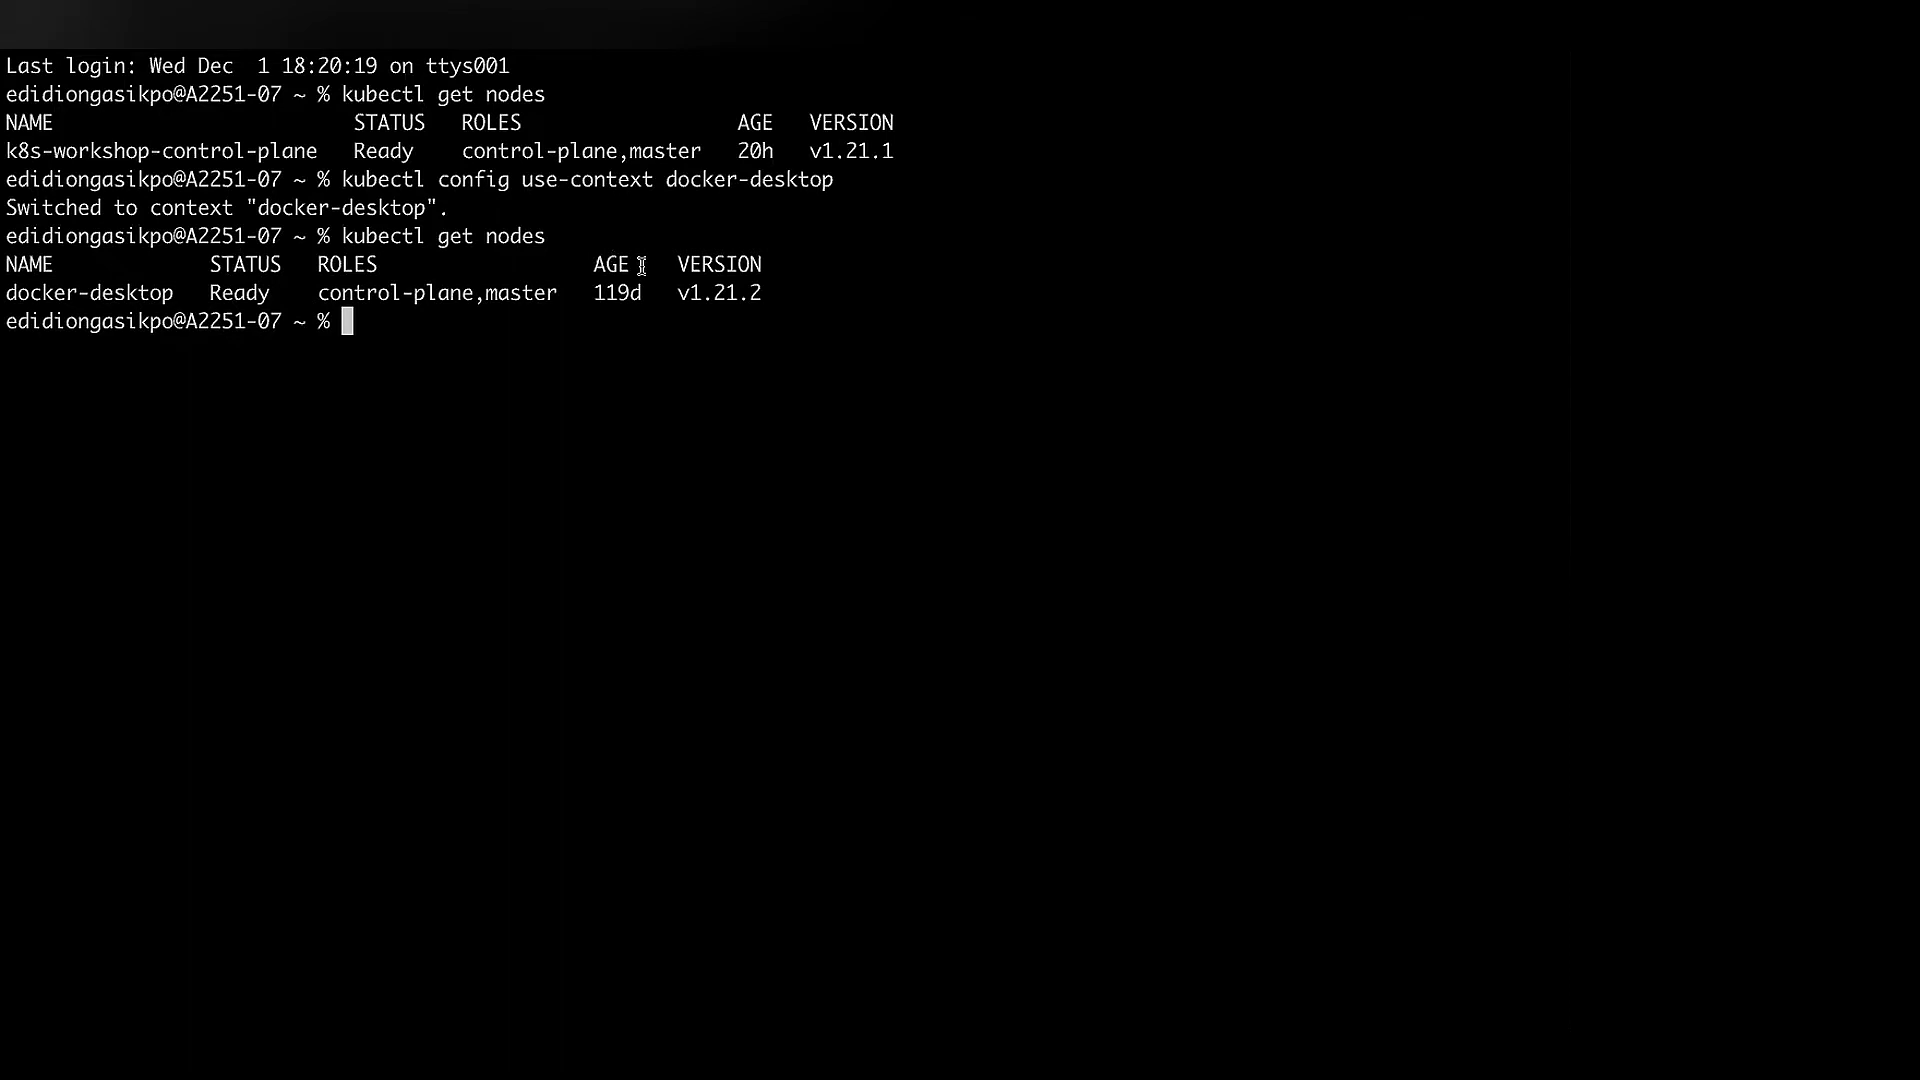 Last login: Wed Dec  1 18:20:19 on ttys001
edidiongasikpo@A2251-07 ~ % kubectl get nodes
NAME                         STATUS   ROLES                  AGE   VERSION
k8s-workshop-control-plane   Ready    control-plane,master   20h   v1.21.1
edidiongasikpo@A2251-07 ~ % kubectl config use-context docker-desktop
Switched to context "docker-desktop".
edidiongasikpo@A2251-07 ~ % kubectl get nodes
NAME             STATUS   ROLES                  AGE    VERSION
docker-desktop   Ready    control-plane,master   119d   v1.21.2
edidiongasikpo@A2251-07 ~ %